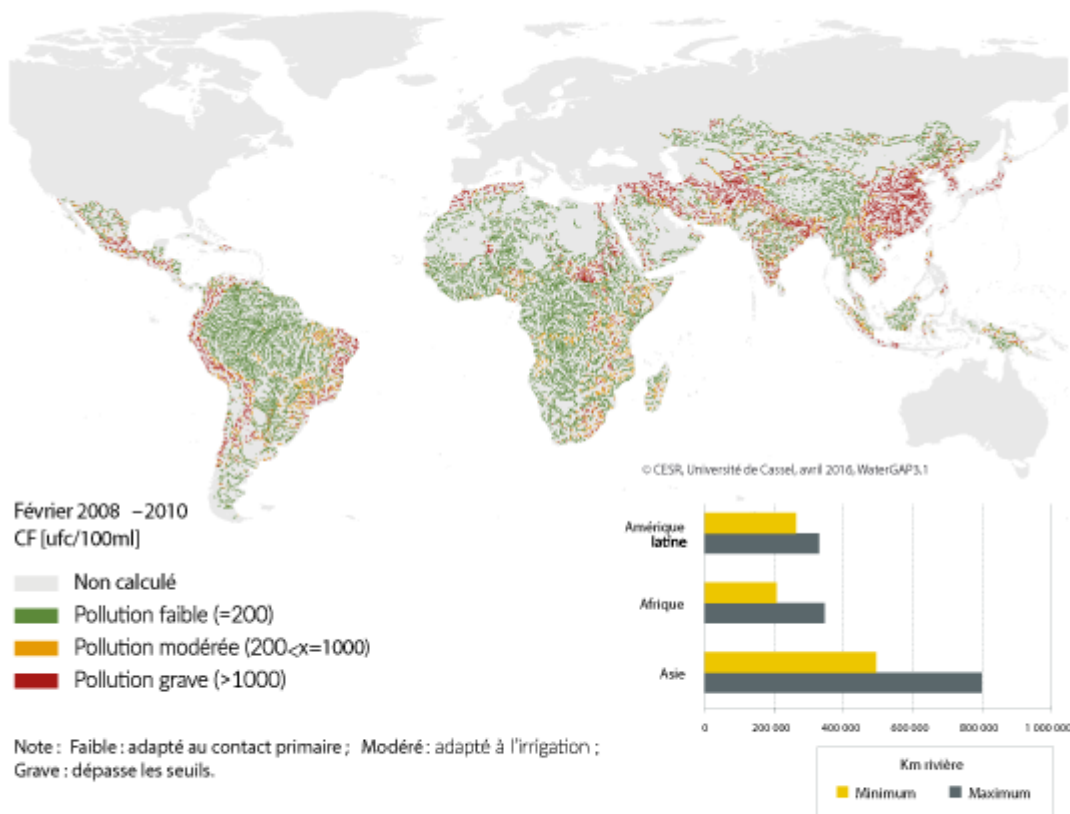 © CESR, Université de Cassel, avril 2016, WaterGAP3.1
Février 2008 –2010
CF [ufc/100ml]
Non calculé
Pollution faible (=200)
Pollution modérée (200<x=1000)
Pollution grave (>1000)
Note : Faible : adapté au contact primaire ; Modéré : adapté à l'irrigation ;
Grave : dépasse les seuils.
Amérique
latine
Afrique
Asie
0 200 000 400 000 600 000 800 000 1 000 000
Km rivière
Minimum Maximum